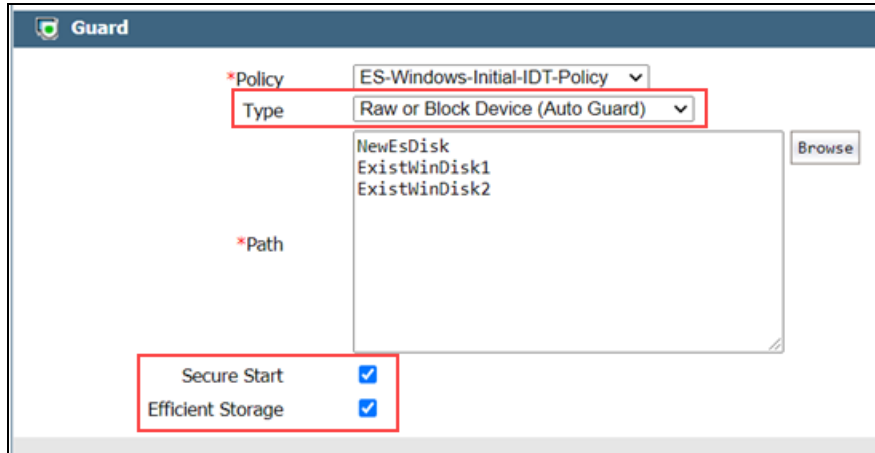 Guard
*Policy ES-Windows-Initial-IDT-Policy
Type Raw or Block Device (Auto Guard)
NewEsDisk
ExistWinDisk1
ExistWinDisk2
Browse
*Path
Secure Start
Efficient Storage